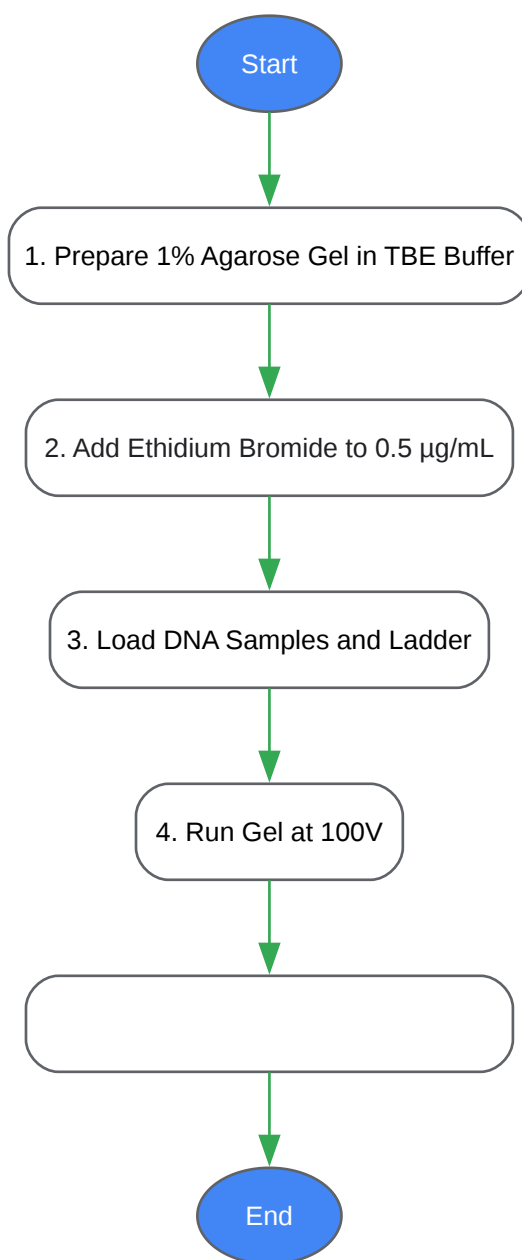 Start
1. Prepare 1% Agarose Gel in TBE Buffer
2. Add Ethidium Bromide to 0.5 µg/mL
3. Load DNA Samples and Ladder
4. Run Gel at 100V
End